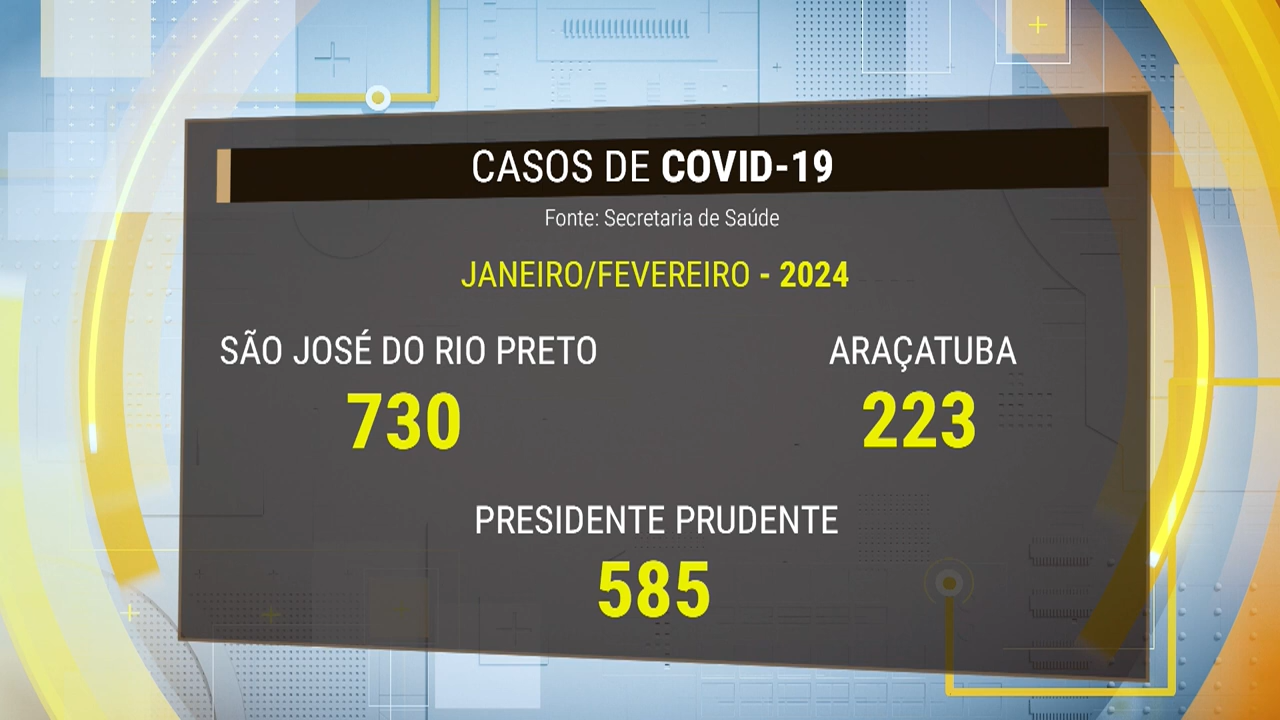 CASOS DE COVID-19
Fonte: Secretaria de Saúde
JANEIRO/FEVEREIRO - 2024
SÃO JOSÉ DO RIO PRETO
730
ARAÇATUBA
223
PRESIDENTE PRUDENTE
585